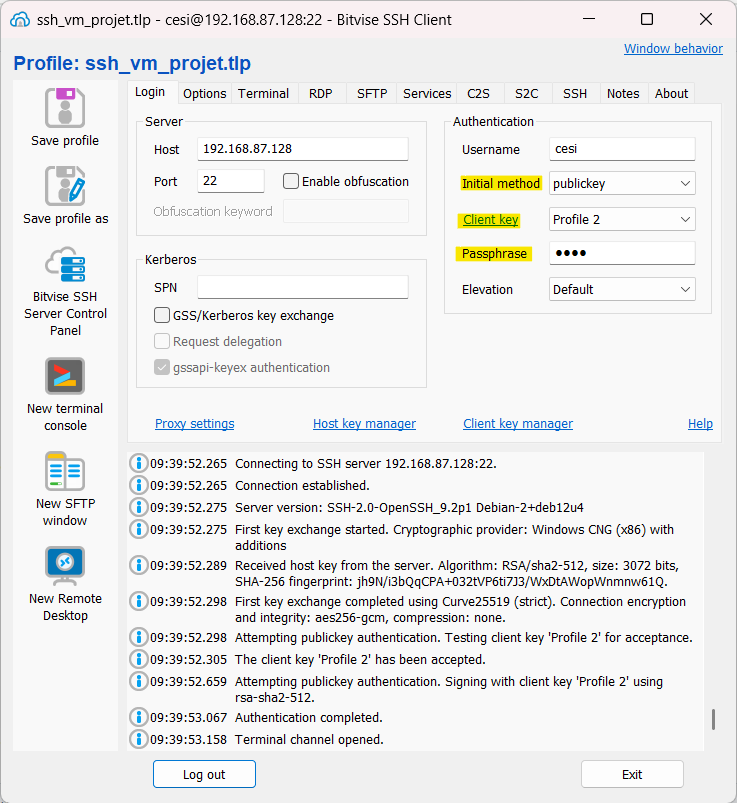 ssh_vm_projet.tlp - cesi@192.168.87.128:22 - Bitvise SSH Client
Window behavior
Profile: ssh_vm_projet.tlp
Save profile
Save profile as
Bitvise SSH
Server Control
Panel
New terminal
console
New SFTP
window
New Remote
Desktop
Login Options Terminal RDP SFTP Services C2S S2C SSH Notes About
Server
Host 192.168.87.128
Port 22 Enable obfuscation
Obfuscation keyword
Kerberos
SPN
GSS/Kerberos key exchange
Request delegation
gssapi-keyex authentication
Authentication
Username cesi
Initial method publickey
Client key Profile 2
Passphrase ●●●●
Elevation Default
Proxy settings Host key manager Client key manager Help
09:39:52.265 Connecting to SSH server 192.168.87.128:22.
09:39:52.265 Connection established.
09:39:52.275 Server version: SSH-2.0-OpenSSH_9.2p1 Debian-2+deb12u4
09:39:52.275 First key exchange started. Cryptographic provider: Windows CNG (x86) with
additions
09:39:52.289 Received host key from the server. Algorithm: RSA/sha2-512, size: 3072 bits,
SHA-256 fingerprint: jh9N/i3bQqCPA+032tVP6ti7J3/WxDtAWopWnmnw61Q.
09:39:52.298 First key exchange completed using Curve25519 (strict). Connection encryption
and integrity: aes256-gcm, compression: none.
09:39:52.298 Attempting publickey authentication. Testing client key 'Profile 2' for acceptance.
09:39:52.305 The client key 'Profile 2' has been accepted.
09:39:52.659 Attempting publickey authentication. Signing with client key 'Profile 2' using
rsa-sha2-512.
09:39:53.067 Authentication completed.
09:39:53.158 Terminal channel opened.
Log out Exit